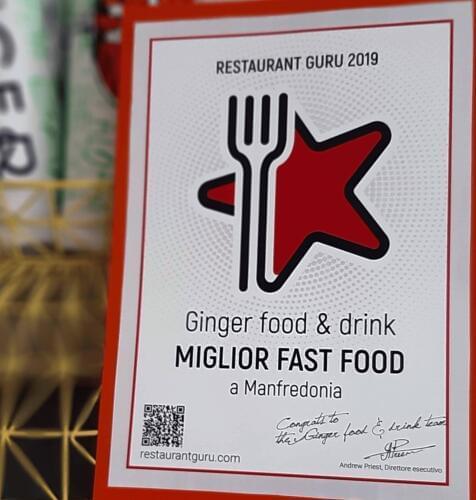 RESTAURANT GURU 2019
Ginger food & drink
MIGLIOR FAST FOOD
a Manfredonia
Congrats to
the Ginger food & drink team
restaurantguru.com
Andrew Priest, Direttore esecutivo